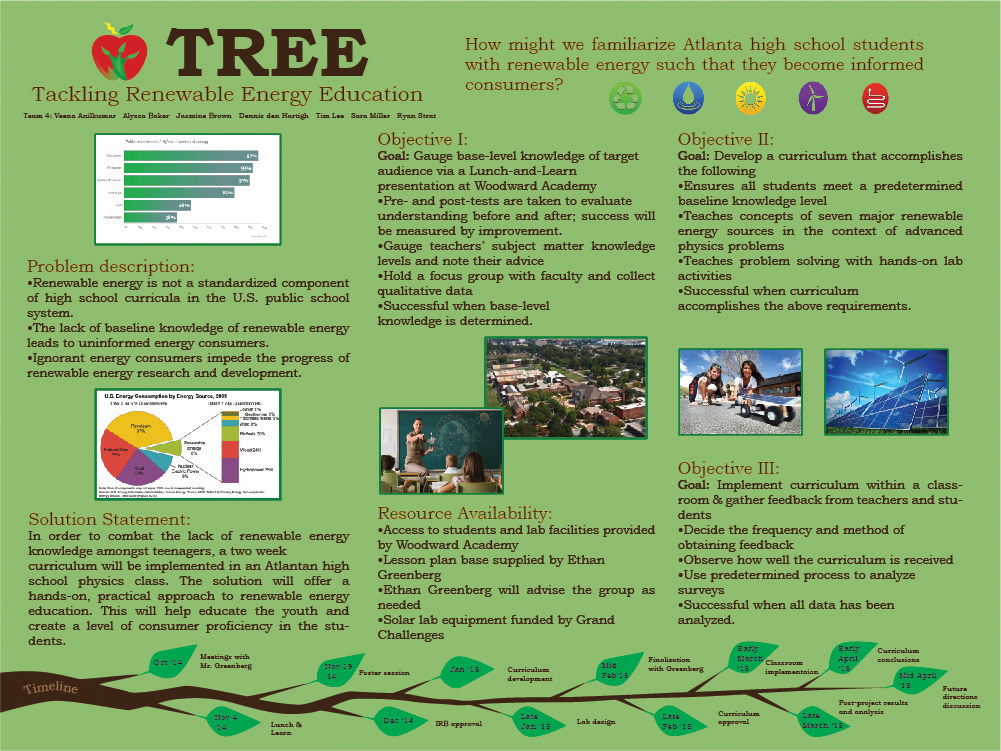 TREE
Tackling Renewable Energy Education
Team 4: Veena Anilkumar Alyssa Baker Jasmine Brown Dennis den Hartigh Tim Lee Sara Miller Ryan Strat
How might we familiarize Atlanta high school students
with renewable energy such that they become informed
consumers?
97%
93%
91%
80%
48%
38%
Problem description:
•Renewable energy is not a standardized component
of high school curricula in the U.S. public school
system.
•The lack of baseline knowledge of renewable energy
leads to uninformed energy consumers.
•Ignorant energy consumers impede the progress of
renewable energy research and development.
U.S. Energy Consumption by Energy Source, 2009
Petroleum
37%
Natural Gas
Coal
Nuclear
Electric Power
9%
Renewable
Energy
8%
Geothermal 5%
Wind 9%
Biofuels 20%
Wood 24%
Hydropower 35%
Solution Statement:
In order to combat the lack of renewable energy
knowledge amongst teenagers, a two week
curriculum will be implemented in an Atlantan high
school physics class. The solution will offer a
hands-on, practical approach to renewable energy
education. This will help educate the youth and
create a level of consumer proficiency in the stu-
dents.
Objective I:
Goal: Gauge base-level knowledge of target
audience via a Lunch-and-Learn
presentation at Woodward Academy
•Pre- and post-tests are taken to evaluate
understanding before and after; success will
be measured by improvement.
•Gauge teachers' subject matter knowledge
levels and note their advice
•Hold a focus group with faculty and collect
qualitative data
•Successful when base-level
knowledge is determined.
Resource Availability:
•Access to students and lab facilities provided
by Woodward Academy
•Lesson plan base supplied by Ethan
Greenberg
•Ethan Greenberg will advise the group as
needed
•Solar lab equipment funded by Grand
Challenges
Objective II:
Goal: Develop a curriculum that accomplishes
the following
•Ensures all students meet a predetermined
baseline knowledge level
•Teaches concepts of seven major renewable
energy sources in the context of advanced
physics problems
•Teaches problem solving with hands-on lab
activities
•Successful when curriculum
accomplishes the above requirements.
Objective III:
Goal: Implement curriculum within a class-
room & gather feedback from teachers and stu-
dents
•Decide the frequency and method of
obtaining feedback
•Observe how well the curriculum is received
•Use predetermined process to analyze
surveys
•Successful when all data has been
analyzed.
Timeline
Oct '14
Meetings with
Mr. Greenberg
Nov 4
'14
Lunch &
Learn
Nov 19
14
Poster session
Dec '14
IRB approval
Jan '15
Curriculum
development
Late
Jan '15
Lab design
Mid
Feb'15
Finalization
with Greenberg
Late
Feb '15
Curriculum
approval
Early
March
'15
Classroom
implementaion
Late
March '15
Post-project results
and analysis
Early
April
'15
Curriculum
conclusions
Mid April
'15
Future
directions
discussion